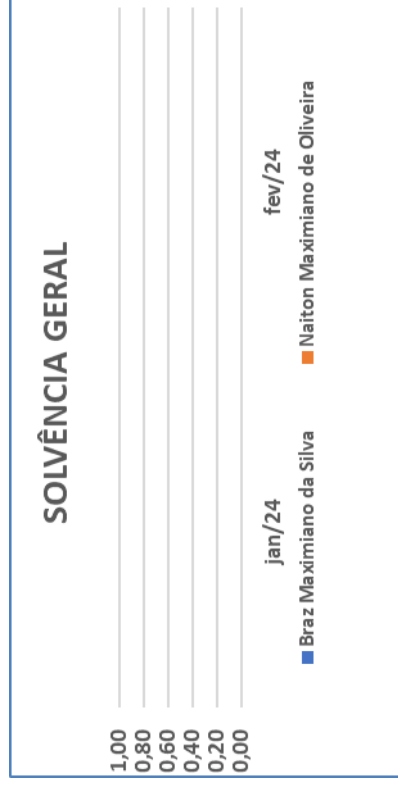 SOLVÊNCIA GERAL
1,00
0,80
0,60
0,40
0,20
0,00
jan/24 fev/24
Braz Maximiano da Silva Naiton Maximiano de Oliveira